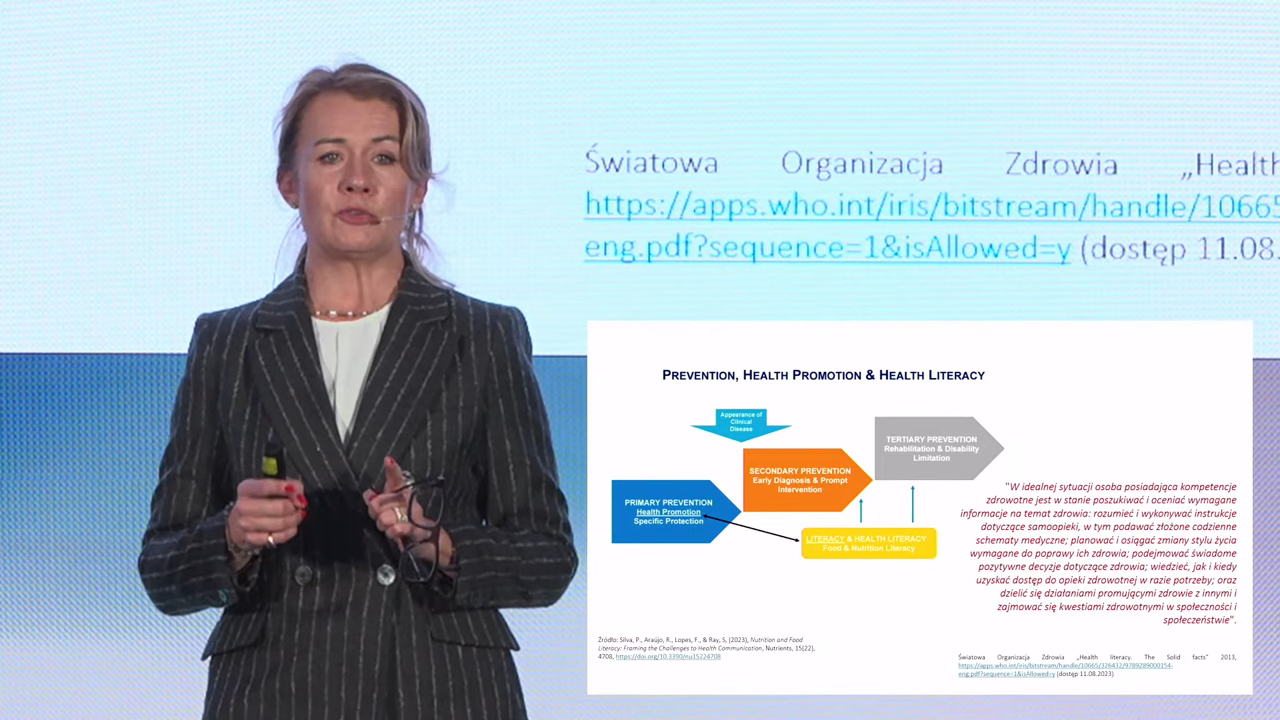 Światowa Organizacja Zdrowia „Health
https://apps.who.int/iris/bitstream/handle/10665
eng.pdf?sequence=1&isAllowed=y (dostęp 11.08.
PREVENTION, HEALTH PROMOTION & HEALTH LITERACY
Appearance of
Clinical
Disease
TERTIARY PREVENTION
Rehabilitation & Disability
Limitation
SECONDARY PREVENTION
Early Diagnosis & Prompt
Intervention
PRIMARY PREVENTION
Health Promotion
Specific Protection
LITERACY & HEALTH LITERACY
Food & Nutrition Literacy
"W idealnej sytuacji osoba posiadająca kompetencje
zdrowotne jest w stanie poszukiwać i oceniać wymagane
informacje na temat zdrowia: rozumieć i wykonywać instrukcje
dotyczące samoopieki, w tym podawać złożone codzienne
schematy medyczne; planować i osiągać zmiany stylu życia
wymagane do poprawy ich zdrowia; podejmować świadome
pozytywne decyzje dotyczące zdrowia; wiedzieć, jak i kiedy
uzyskać dostęp do opieki zdrowotnej w razie potrzeby; oraz
dzielić się działaniami promującymi zdrowie z innymi i
zajmować się kwestiami zdrowotnymi w społeczności i
społeczeństwie".
Źródło: Silva, P., Araújo, R., Lopes, F., & Ray, S, (2023), Nutrition and Food
Literacy: Framing the Challenges to Health Communication, Nutrients, 15(22),
4708, https://doi.org/10.3390/nu15224708
Światowa Organizacja Zdrowia „Health literacy. The Solid facts" 2013,
https://apps.who.int/iris/bitstream/handle/10665/326432/9789289000154-
eng.pdf?sequence=1&isAllowed=y (dostęp 11.08.2023)